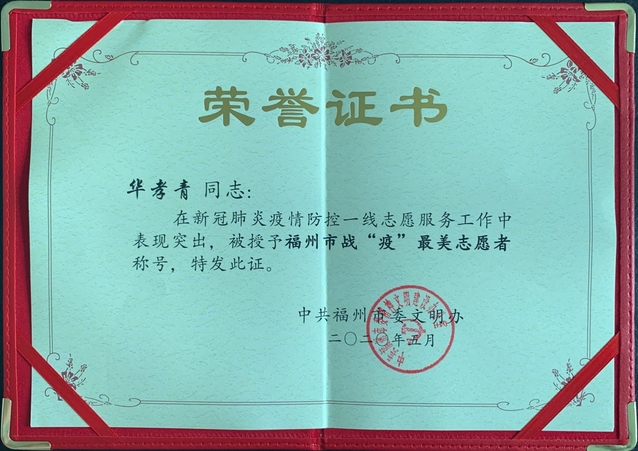 荣誉证书
华孝青 同志：
在新冠肺炎疫情防控一线志愿服务工作中
表现突出，被授予福州市战“疫”最美志愿者
称号，特发此证。
中共福州市委文明办
二〇二〇年五月